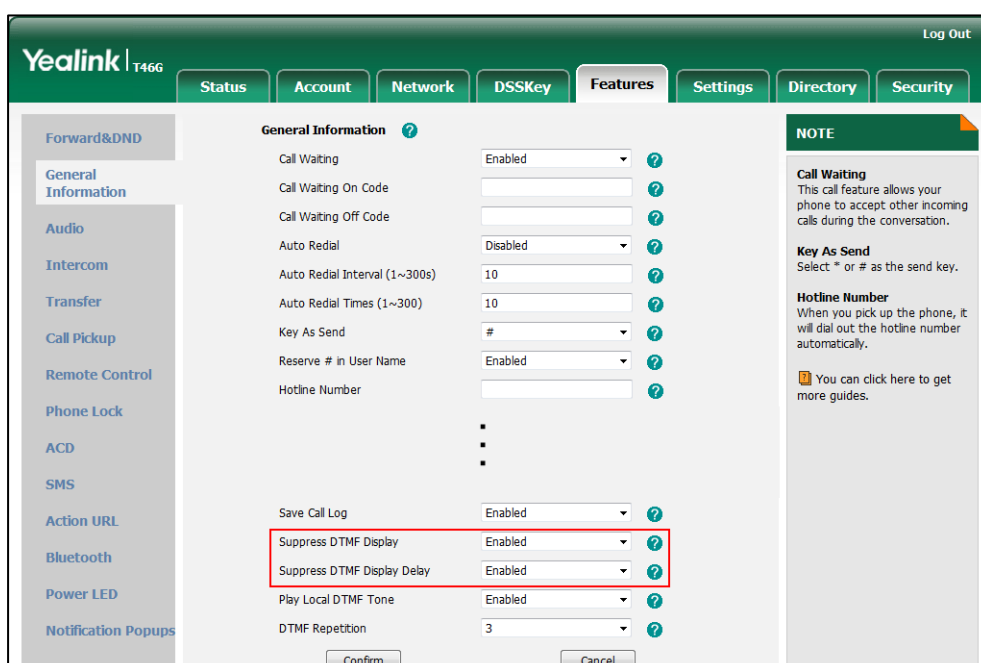 Log Out
Yealink T46G
Status Account Network DSSKey Features Settings Directory Security
Forward&DND
General
Information
Audio
Intercom
Transfer
Call Pickup
Remote Control
Phone Lock
ACD
SMS
Action URL
Bluetooth
Power LED
Notification Popups
General Information ?
Call Waiting Enabled ?
Call Waiting On Code ?
Call Waiting Off Code ?
Auto Redial Disabled ?
Auto Redial Interval (1~300s) 10 ?
Auto Redial Times (1~300) 10 ?
Key As Send # ?
Reserve # in User Name Enabled ?
Hotline Number ?
Save Call Log Enabled ?
Suppress DTMF Display Enabled ?
Suppress DTMF Display Delay Enabled ?
Play Local DTMF Tone Enabled ?
DTMF Repetition 3 ?
Confirm Cancel
NOTE
Call Waiting
This call feature allows your
phone to accept other incoming
calls during the conversation.
Key As Send
Select * or # as the send key.
Hotline Number
When you pick up the phone, it
will dial out the hotline number
automatically.
? You can click here to get
more guides.